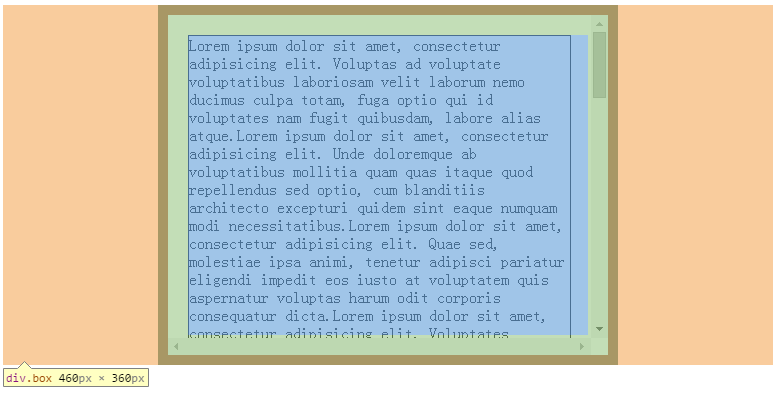 Lorem ipsum dolor sit amet, consectetur
adipisicing elit. Voluptas ad voluptate
voluptatibus laboriosam velit laborum nemo
ducimus culpa totam, fuga optio qui id
voluptates nam fugit quibusdam, labore alias
atque.Lorem ipsum dolor sit amet, consectetur
adipisicing elit. Unde doloremque ab
voluptatibus mollitia quam quas itaque quod
repellendus sed optio, cum blanditiis
architecto excepturi quidem sint eaque numquam
modi necessitatibus.Lorem ipsum dolor sit amet,
consectetur adipisicing elit. Quae sed,
molestiae ipsa animi, tenetur adipisci pariatur
eligendi impedit eos iusto at voluptatem quis
aspernatur voluptas harum odit corporis
consequatur dicta.Lorem ipsum dolor sit amet,
consectetur adipisicing elit. Voluptates
div.box 460px × 360px